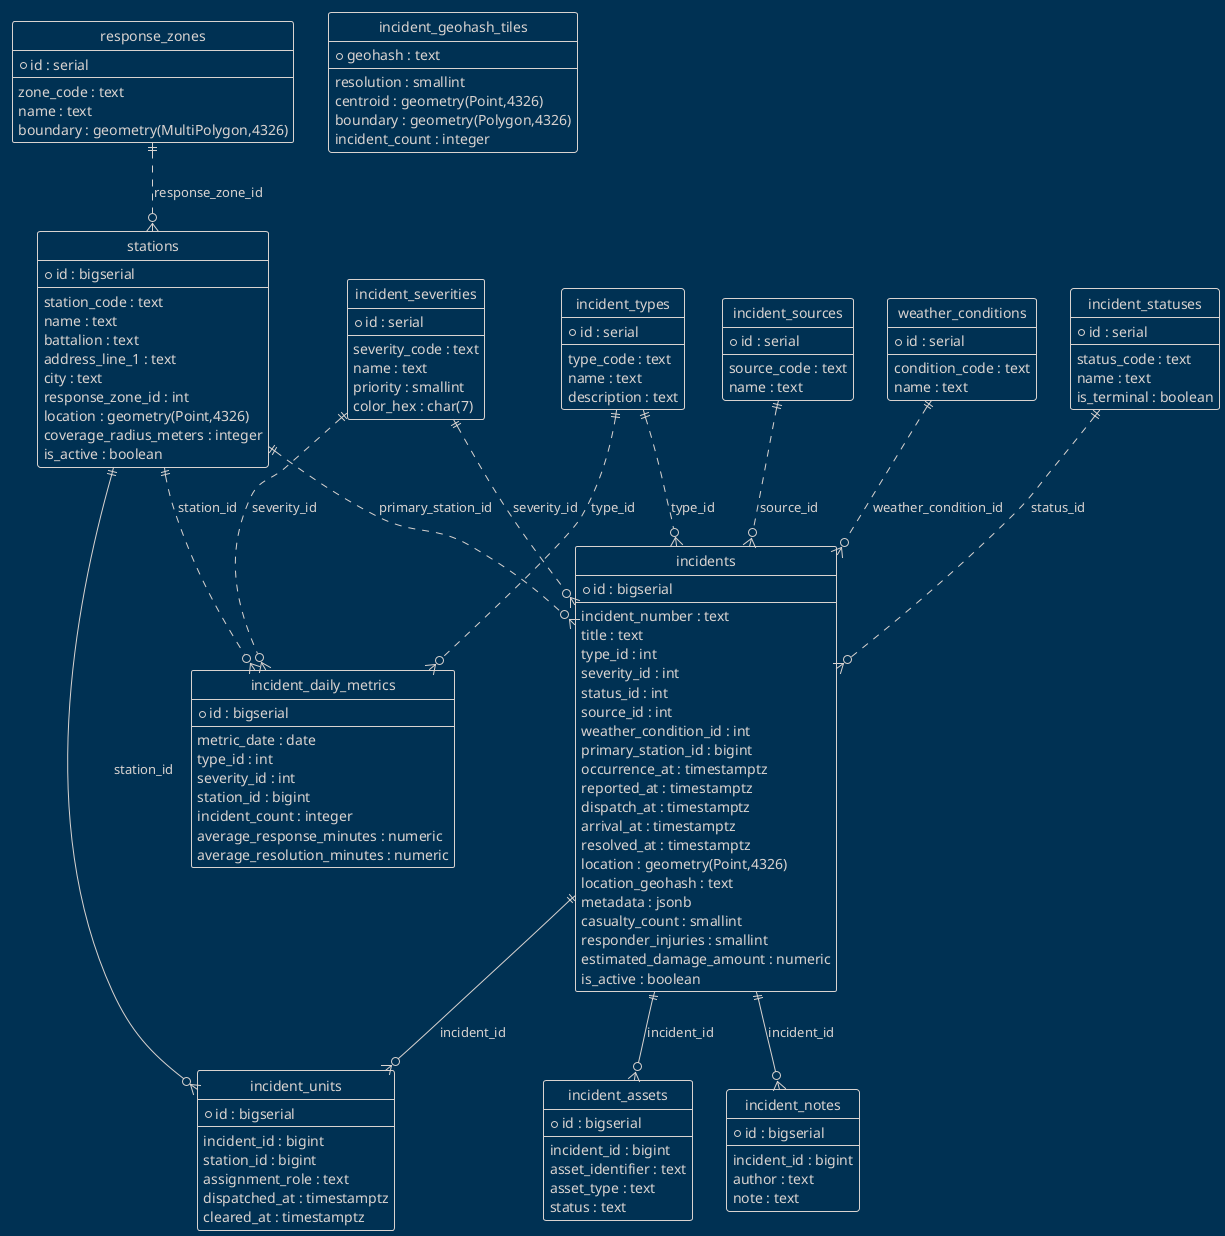 response_zones
id : serial
zone_code : text
name : text
boundary : geometry(MultiPolygon,4326)
incident_geohash_tiles
geohash : text
resolution : smallint
centroid : geometry(Point,4326)
boundary : geometry(Polygon,4326)
incident_count : integer
response_zone_id
stations
id : bigserial
station_code : text
name : text
battalion : text
address_line_1 : text
city : text
response_zone_id : int
location : geometry(Point,4326)
coverage_radius_meters : integer
is_active : boolean
incident_severities
id : serial
severity_code : text
name : text
priority : smallint
color_hex : char(7)
incident_types
id : serial
type_code : text
name : text
description : text
incident_sources
id : serial
source_code : text
name : text
weather_conditions
id : serial
condition_code : text
name : text
incident_statuses
id : serial
status_code : text
name : text
is_terminal : boolean
station_id
severity_id
primary_station_id
severity_id
type_id
type_id
source_id
weather_condition_id
status_id
incidents
id : bigserial
incident_number : text
title : text
type_id : int
severity_id : int
status_id : int
source_id : int
weather_condition_id : int
primary_station_id : bigint
occurrence_at : timestamptz
reported_at : timestamptz
dispatch_at : timestamptz
arrival_at : timestamptz
resolved_at : timestamptz
location : geometry(Point,4326)
location_geohash : text
metadata : jsonb
casualty_count : smallint
responder_injuries : smallint
estimated_damage_amount : numeric
is_active : boolean
incident_daily_metrics
id : bigserial
metric_date : date
type_id : int
severity_id : int
station_id : bigint
incident_count : integer
average_response_minutes : numeric
average_resolution_minutes : numeric
station_id
incident_id
incident_id
incident_id
incident_units
id : bigserial
incident_id : bigint
station_id : bigint
assignment_role : text
dispatched_at : timestamptz
cleared_at : timestamptz
incident_assets
id : bigserial
incident_id : bigint
asset_identifier : text
asset_type : text
status : text
incident_notes
id : bigserial
incident_id : bigint
author : text
note : text